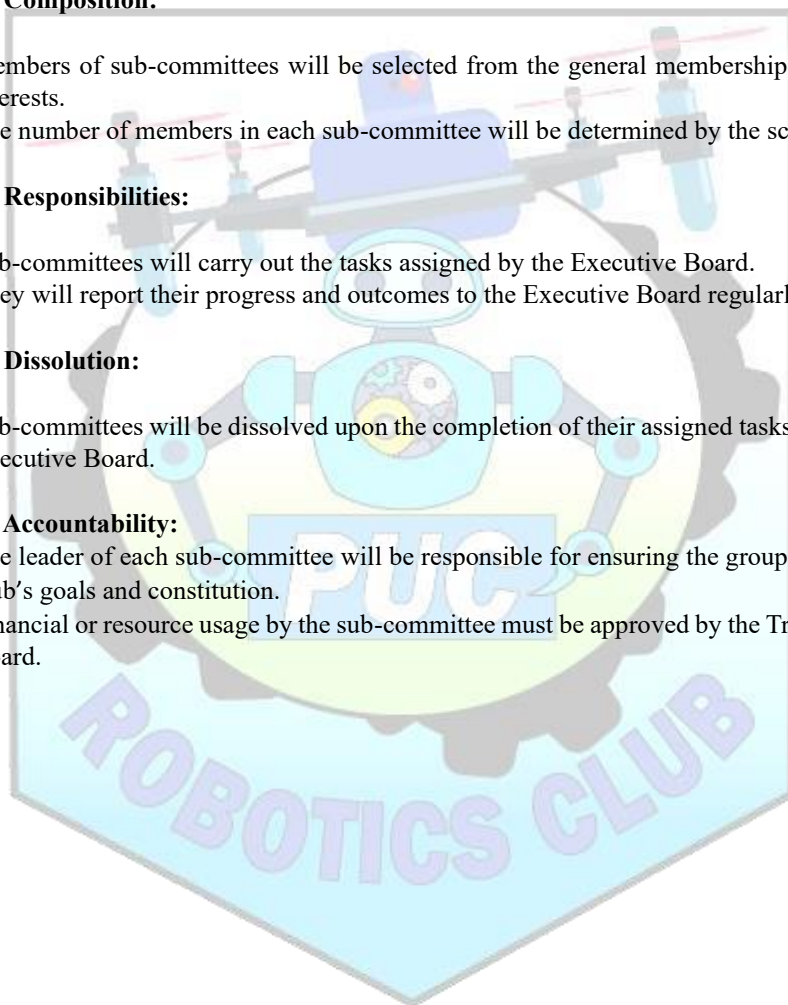 Composition:
embers of sub-committees will be selected from the general membership
erests.
e number of members in each sub-committee will be determined by the sc
Responsibilities:
b-committees will carry out the tasks assigned by the Executive Board.
ey will report their progress and outcomes to the Executive Board regularl
Dissolution:
b-committees will be dissolved upon the completion of their assigned tasks
ecutive Board.
Accountability:
e leader of each sub-committee will be responsible for ensuring the group
ub’s goals and constitution.
nancial or resource usage by the sub-committee must be approved by the Tr
oard.
PUC
ROBOTICS CLUB